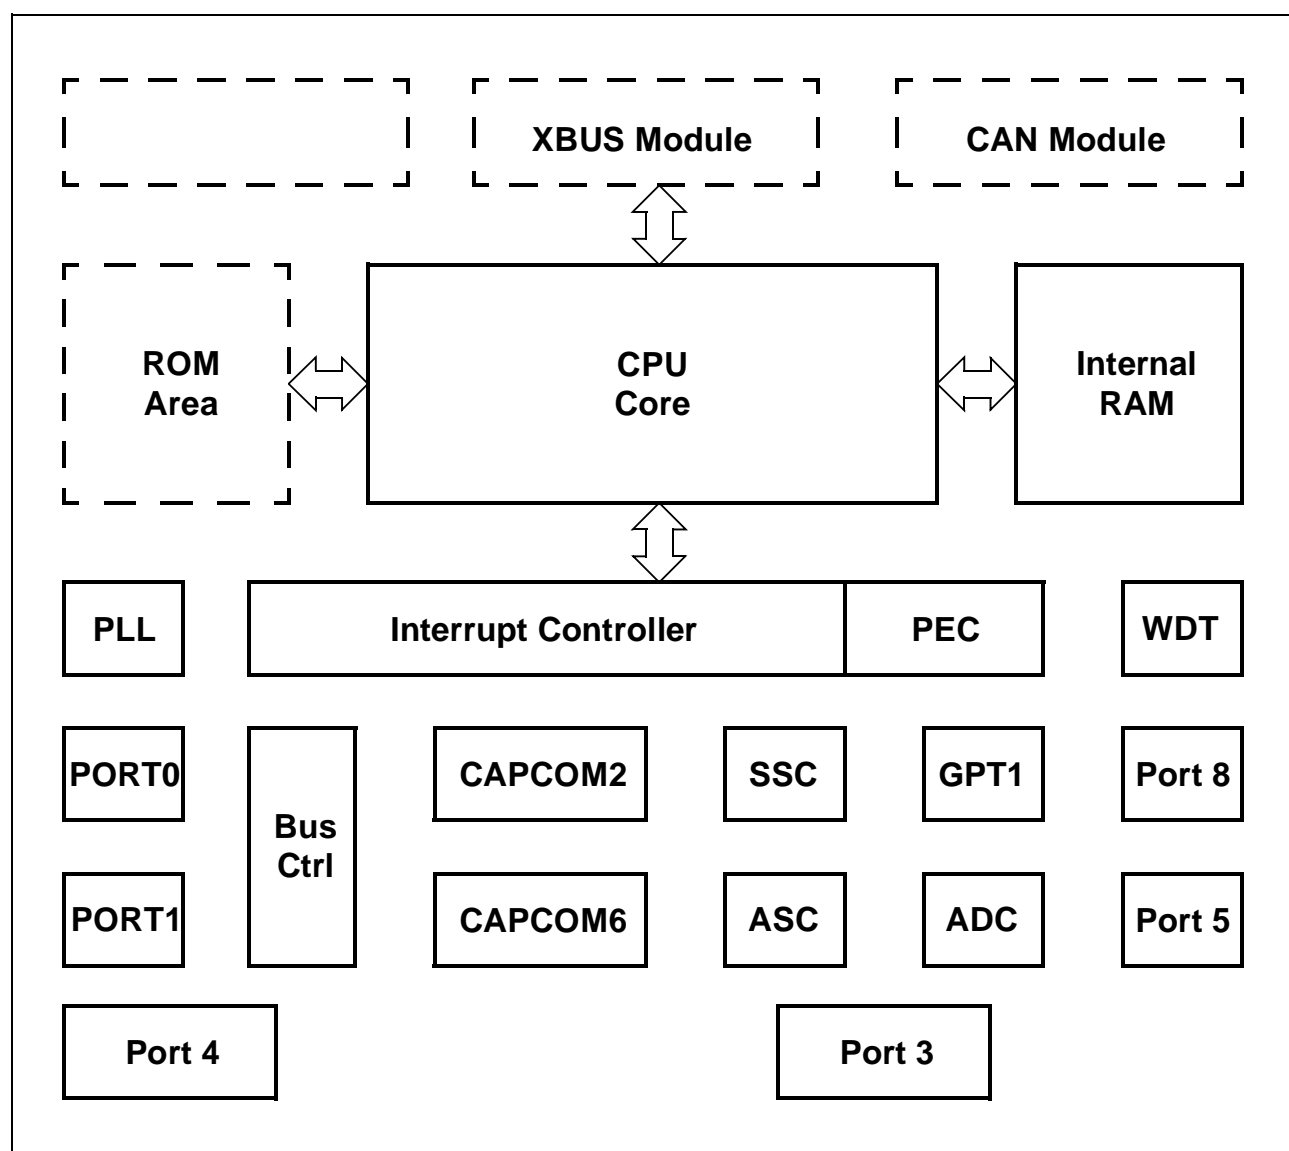 XBUS Module
CAN Module
ROM
Area
CPU
Core
Internal
RAM
PLL
Interrupt Controller
PEC
WDT
PORT0
Bus
Ctrl
CAPCOM2
SSC
GPT1
Port 8
PORT1
CAPCOM6
ASC
ADC
Port 5
Port 4
Port 3